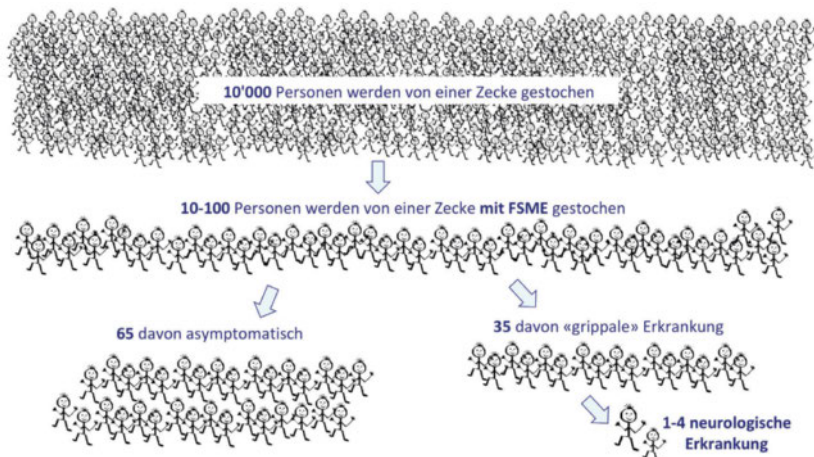 10'000 Personen werden von einer Zecke gestochen
10-100 Personen werden von einer Zecke mit FSME gestochen
65 davon asymptomatisch
35 davon «grippale» Erkrankung
1-4 neurologische
Erkrankung